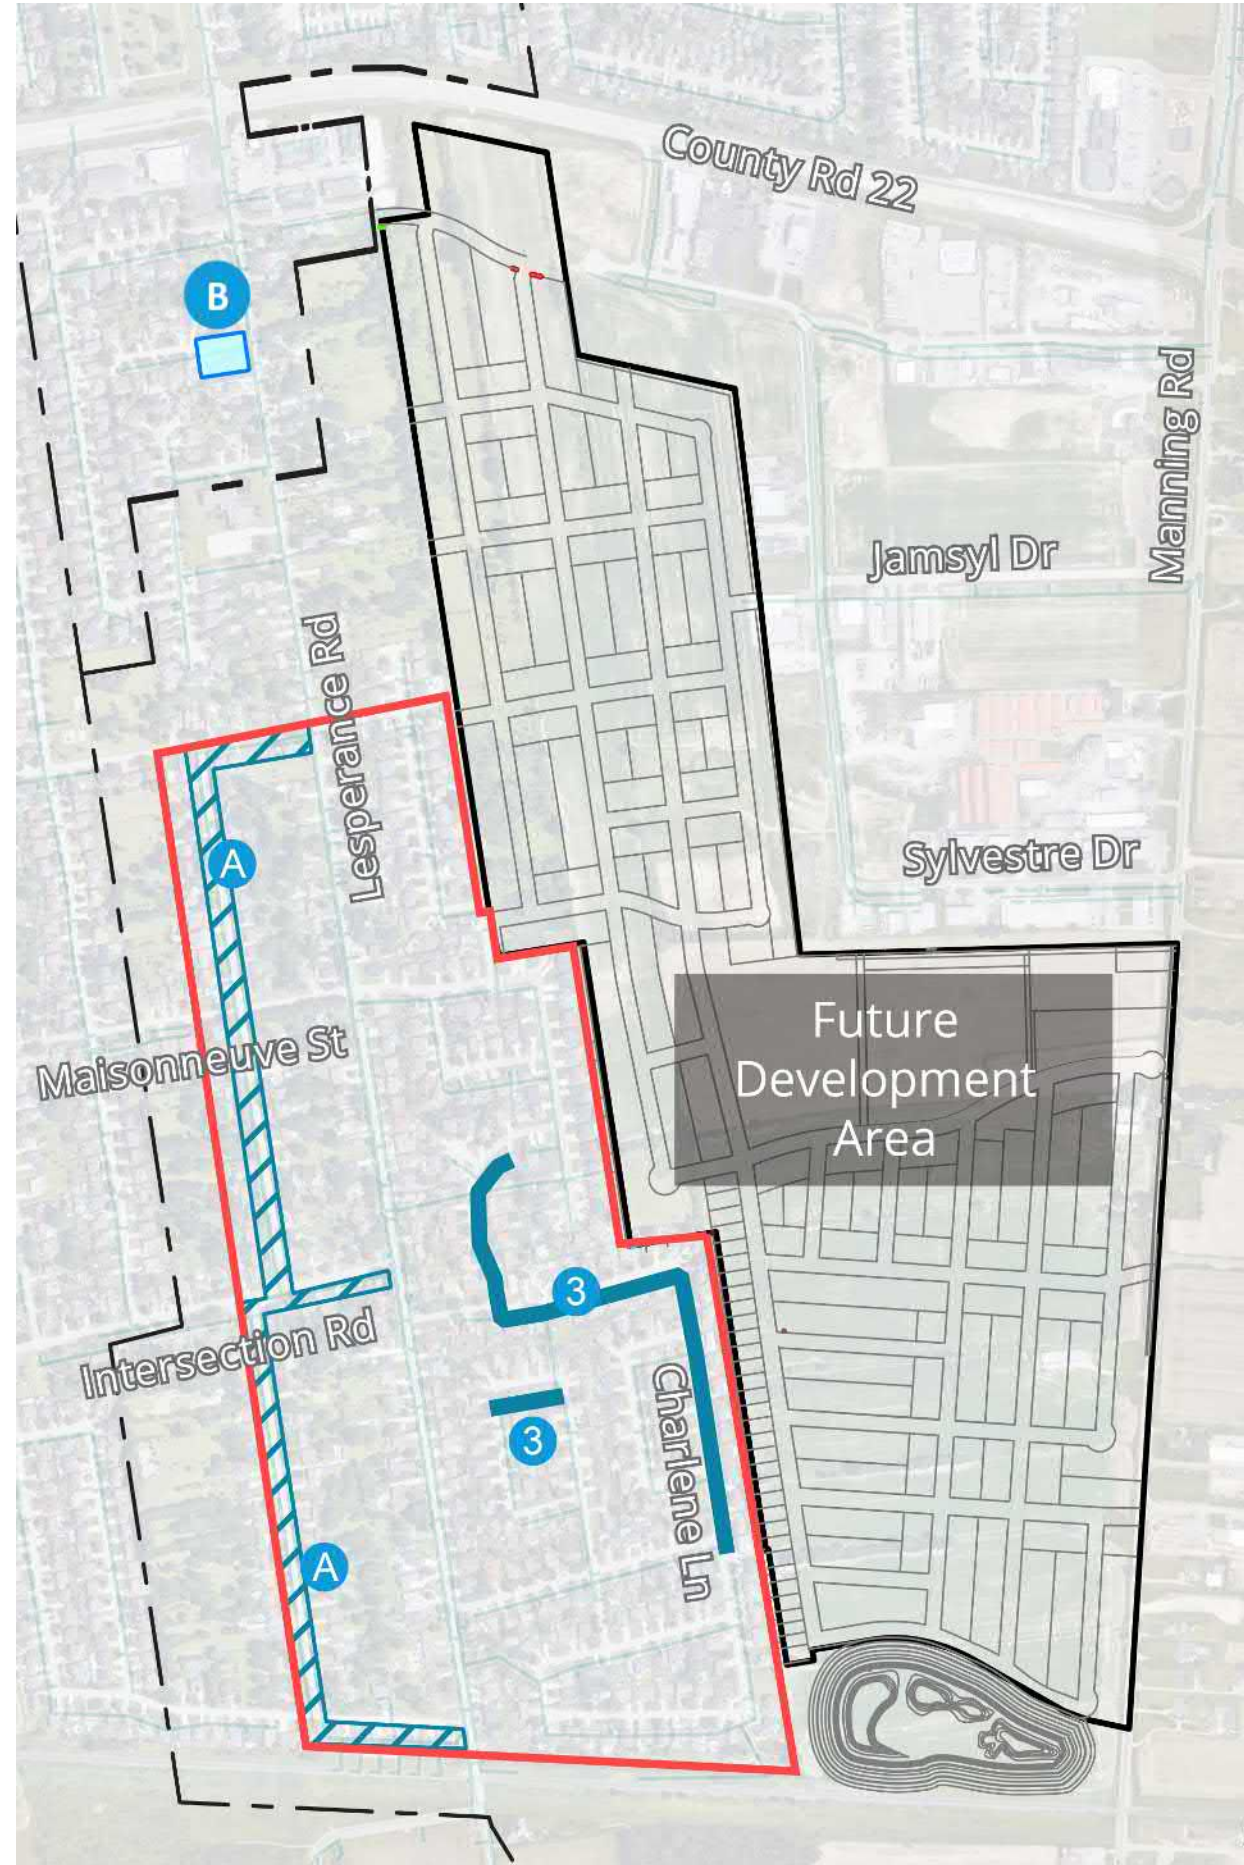 County Rd 22
B
Manning Rd
Jamsyl Dr
Lesperance Rd
A
Sylvestre Dr
Future
Development
Area
Maisonneuve St
3
Intersection Rd
Charlene Ln
3
A